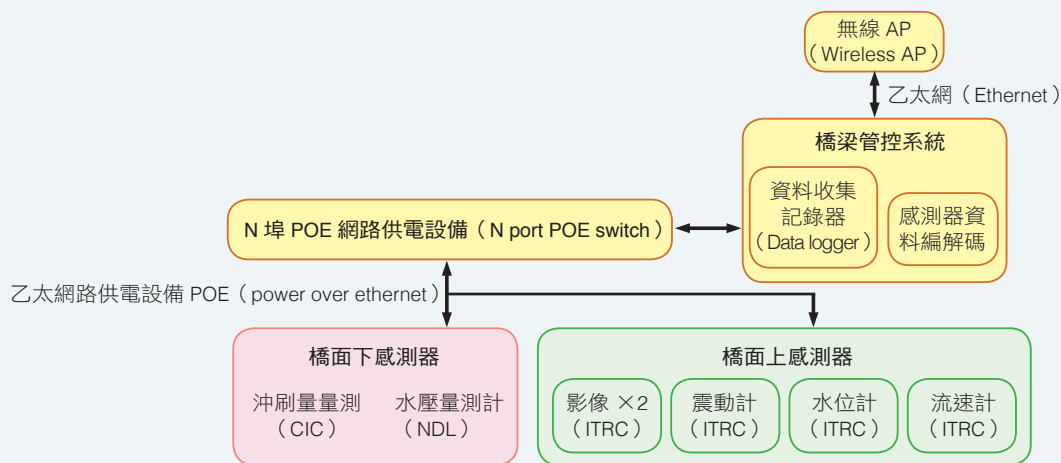 無線 AP
（Wireless AP）
乙太網（Ethernet）
橋梁管控系統
資料收集
記錄器
（Data logger）
感測器資
料編解碼
N 埠 POE 網路供電設備（N port POE switch）
乙太網路供電設備 POE（power over ethernet）
橋面下感測器
沖刷量量測
（CIC）
水壓量測計
（NDL）
橋面上感測器
影像 ×2
（ITRC）
震動計
（ITRC）
水位計
（ITRC）
流速計
（ITRC）